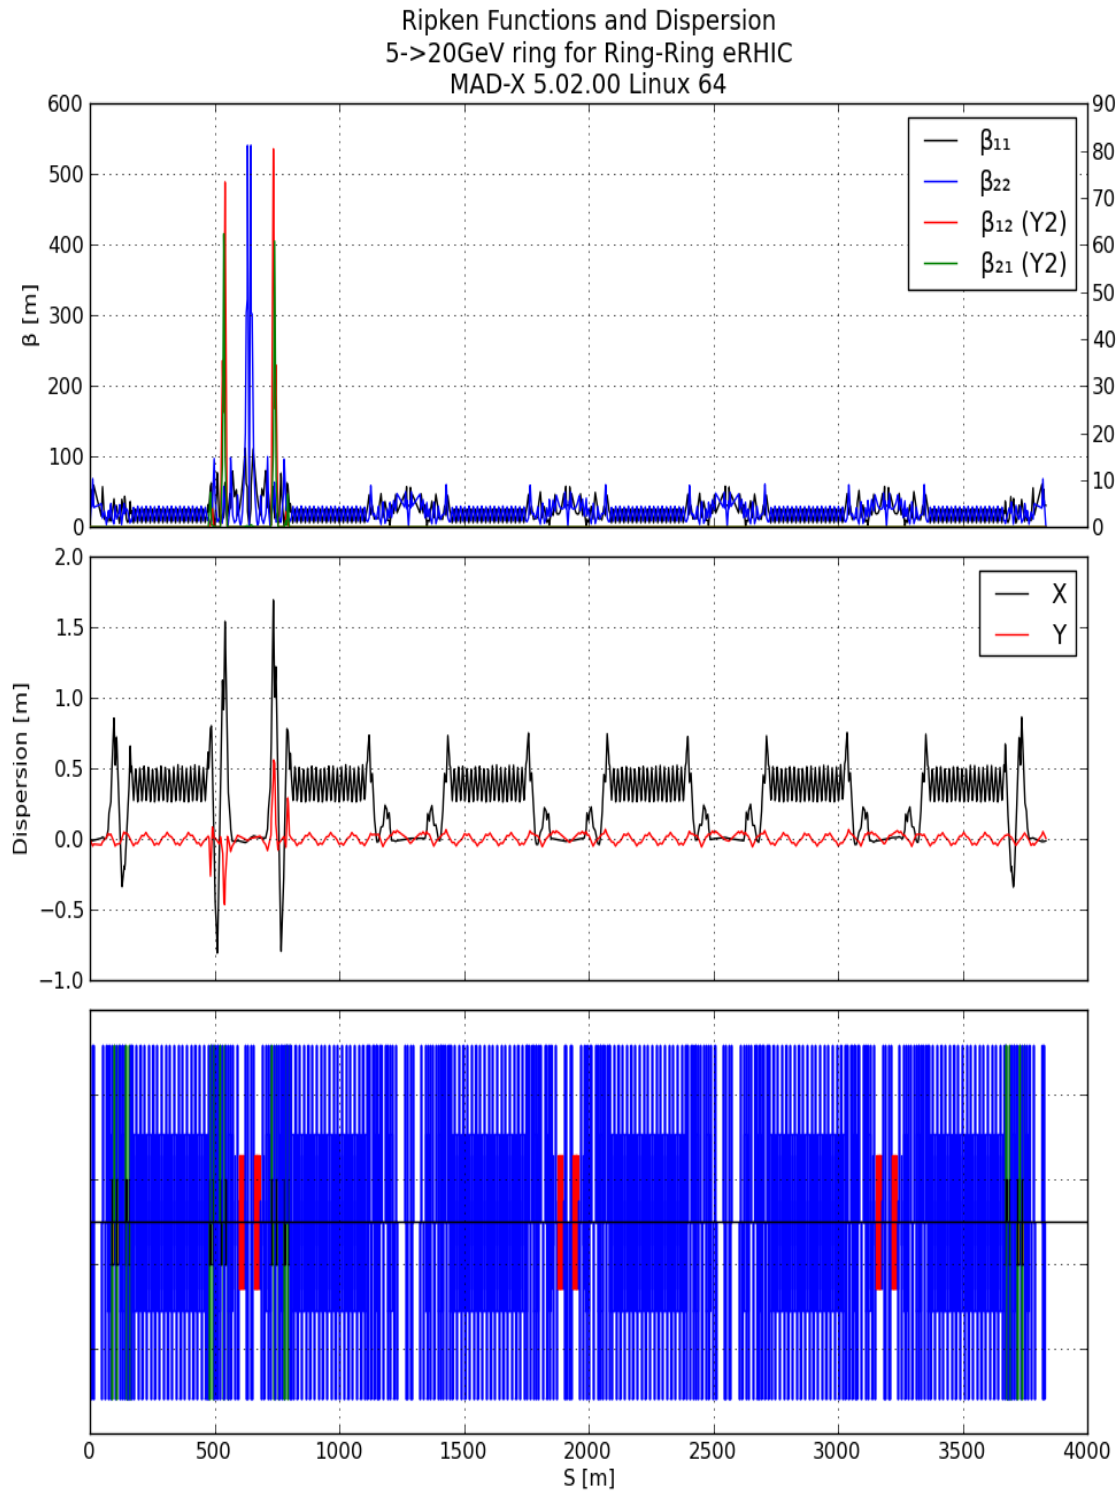 Ripken Functions and Dispersion
5->20GeV ring for Ring-Ring eRHIC
MAD-X 5.02.00 Linux 64
600
500
400
300
200
100
0
β [m]
90
80
70
60
50
40
30
20
10
0
β₁₁
β₂₂
β₁₂ (Y2)
β₂₁ (Y2)
2.0
1.5
1.0
0.5
0.0
−0.5
−1.0
Dispersion [m]
X
Y
0 500 1000 1500 2000 2500 3000 3500 4000
S [m]